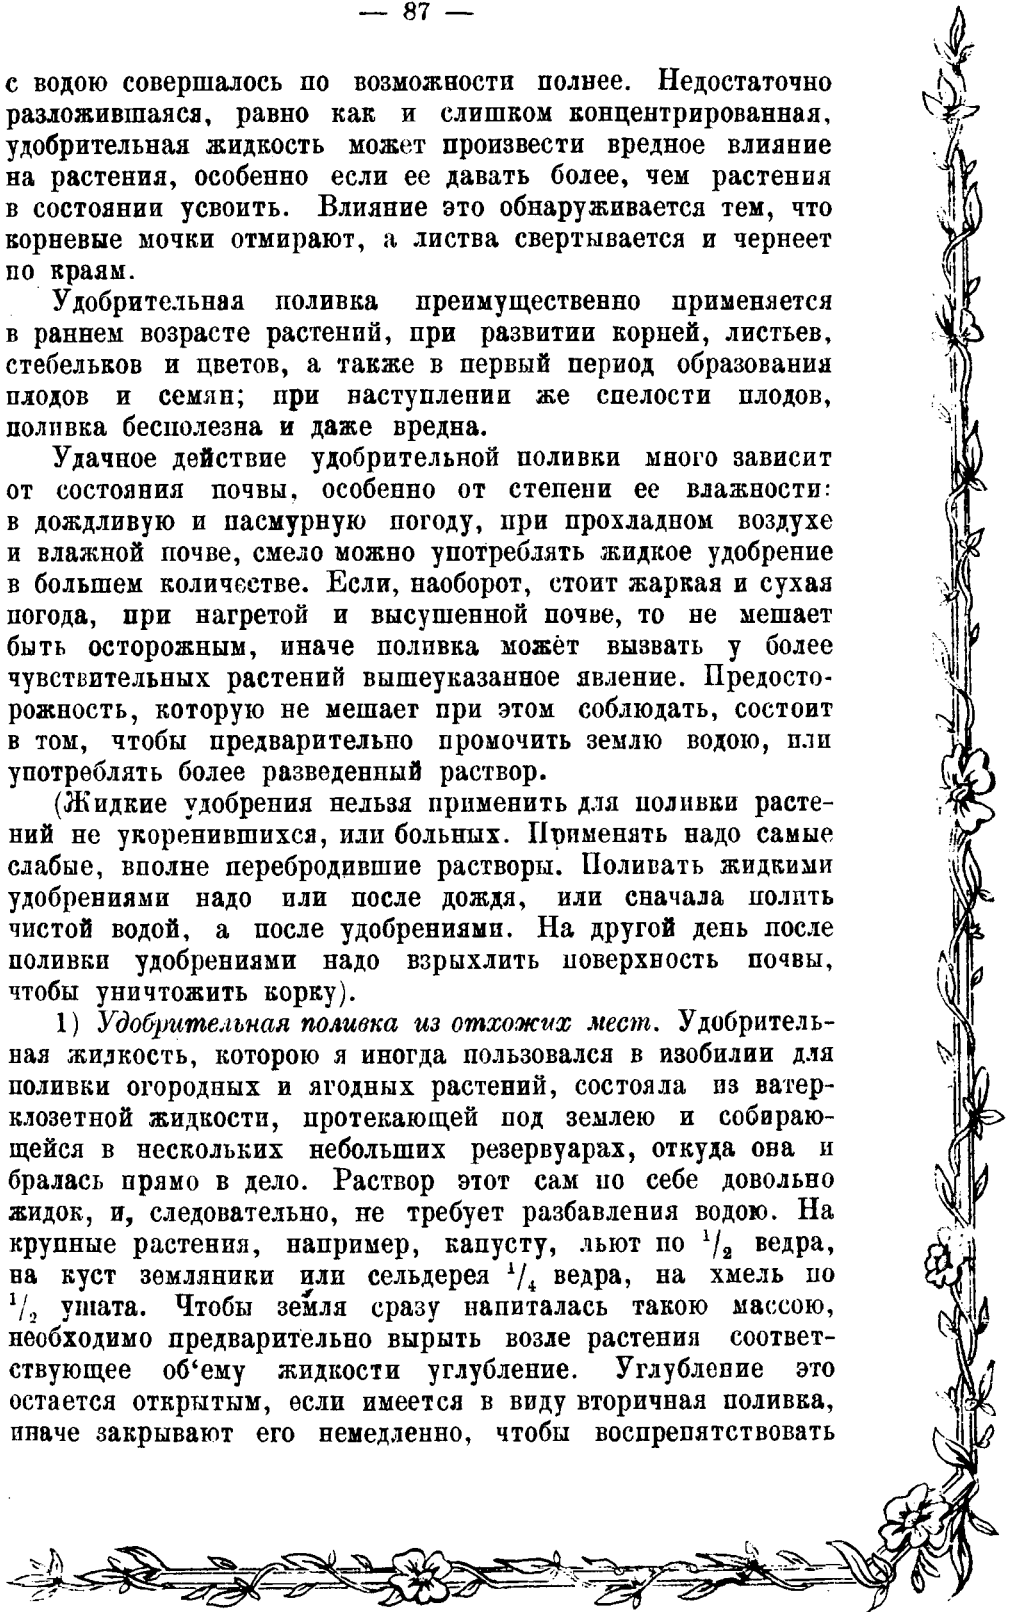 — 87 —
с водою совершалось по возможности полнее. Недостаточно
разложившаяся, равно как и слишком концентрированная,
удобрительная жидкость может произвести вредное влияние
на растения, особенно если ее давать более, чем растения
в состоянии усвоить. Влияние это обнаруживается тем, что
корневые мочки отмирают, а листва свертывается и чернеет
по краям.
Удобрительная поливка преимущественно применяется
в раннем возрасте растений, при развитии корней, листьев,
стебельков и цветов, а также в первый период образования
плодов и семян; при наступлении же спелости плодов,
поливка бесполезна и даже вредна.
Удачное действие удобрительной поливки много зависит
от состояния почвы, особенно от степени ее влажности:
в дождливую и пасмурную погоду, при прохладном воздухе
и влажной почве, смело можно употреблять жидкое удобрение
в большем количестве. Если, наоборот, стоит жаркая и сухая
погода, при нагретой и высушенной почве, то не мешает
быть осторожным, иначе поливка может вызвать у более
чувствительных растений вышеуказанное явление. Предосто-
рожность, которую не мешает при этом соблюдать, состоит
в том, чтобы предварительно промочить землю водою, или
употреблять более разведенный раствор.
(Жидкие удобрения нельзя применить для поливки расте-
ний не укоренившихся, или больных. Применять надо самые
слабые, вполне перебродившие растворы. Поливать жидкими
удобрениями надо или после дождя, или сначала полить
чистой водой, а после удобрениями. На другой день после
поливки удобрениями надо взрыхлить поверхность почвы,
чтобы уничтожить корку).
1) Удобрительная поливка из отхожих мест. Удобритель-
ная жидкость, которою я иногда пользовался в изобилии для
поливки огородных и ягодных растений, состояла из ватер-
клозетной жидкости, протекающей под землею и собираю-
щейся в нескольких небольших резервуарах, откуда она и
бралась прямо в дело. Раствор этот сам по себе довольно
жидок, и, следовательно, не требует разбавления водою. На
крупные растения, например, капусту, льют по 1/2 ведра,
на куст земляники или сельдерея 1/4 ведра, на хмель по
1/2 ушата. Чтобы земля сразу напиталась такою массою,
необходимо предварительно вырыть возле растения соответ-
ствующее об‘ему жидкости углубление. Углубление это
остается открытым, если имеется в виду вторичная поливка,
иначе закрывают его немедленно, чтобы воспрепятствовать